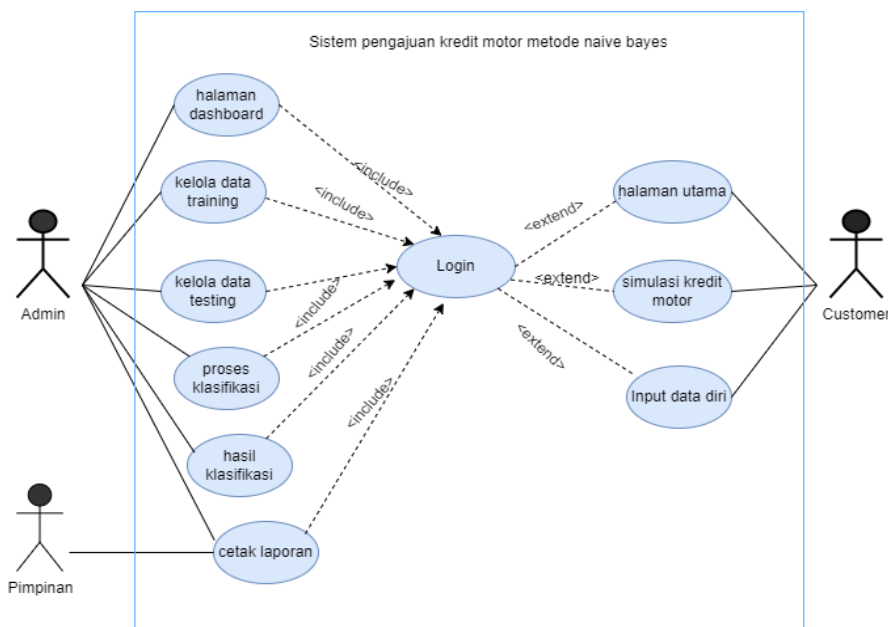 Sistem pengajuan kredit motor metode naive bayes
halaman
dashboard
<include>
kelola data
training
<include>
<extend>
halaman utama
Login
Admin
kelola data
testing
<include>
<extend>
simulasi kredit
motor
Customer
proses
klasifikasi
<include>
<extend>
Input data diri
hasil
klasifikasi
<include>
cetak laporan
Pimpinan